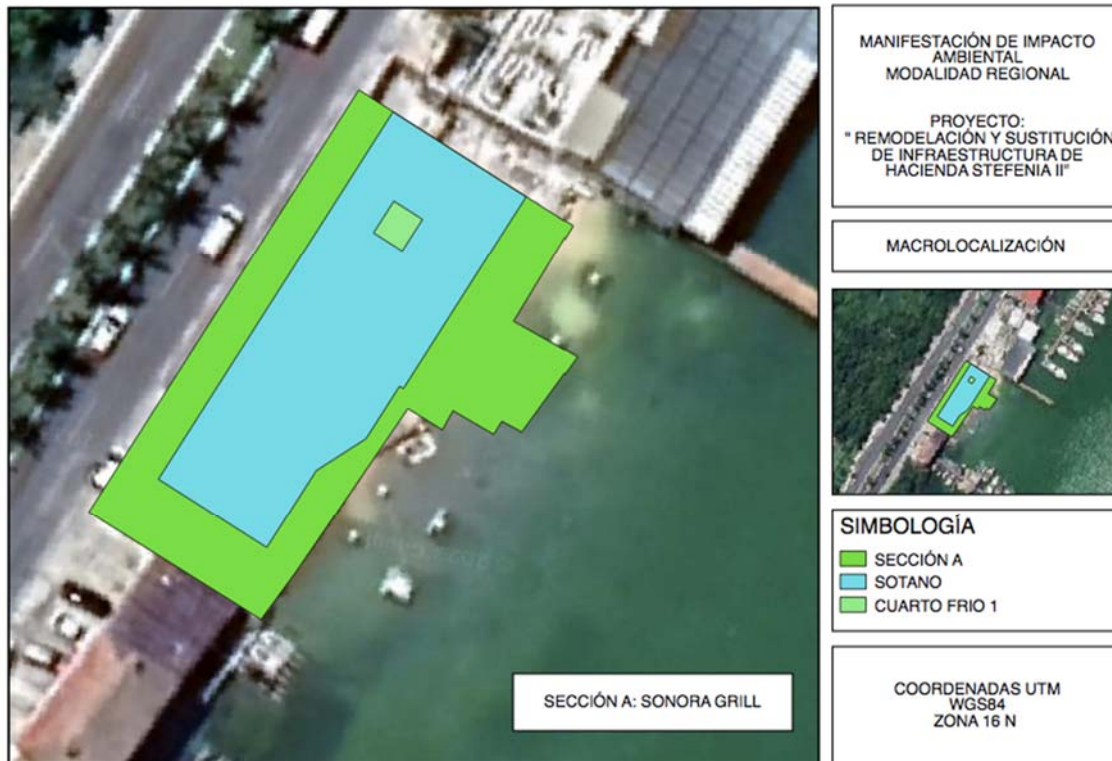 MANIFESTACIÓN DE IMPACTO
AMBIENTAL
MODALIDAD REGIONAL
PROYECTO:
" REMODELACIÓN Y SUSTITUCIÓN
DE INFRAESTRUCTURA DE
HACIENDA STEFENIA II"
MACROLOCALIZACIÓN
SIMBOLOGÍA
SECCIÓN A
SOTANO
CUARTO FRIO 1
SECCIÓN A: SONORA GRILL
COORDENADAS UTM
WGS84
ZONA 16 N